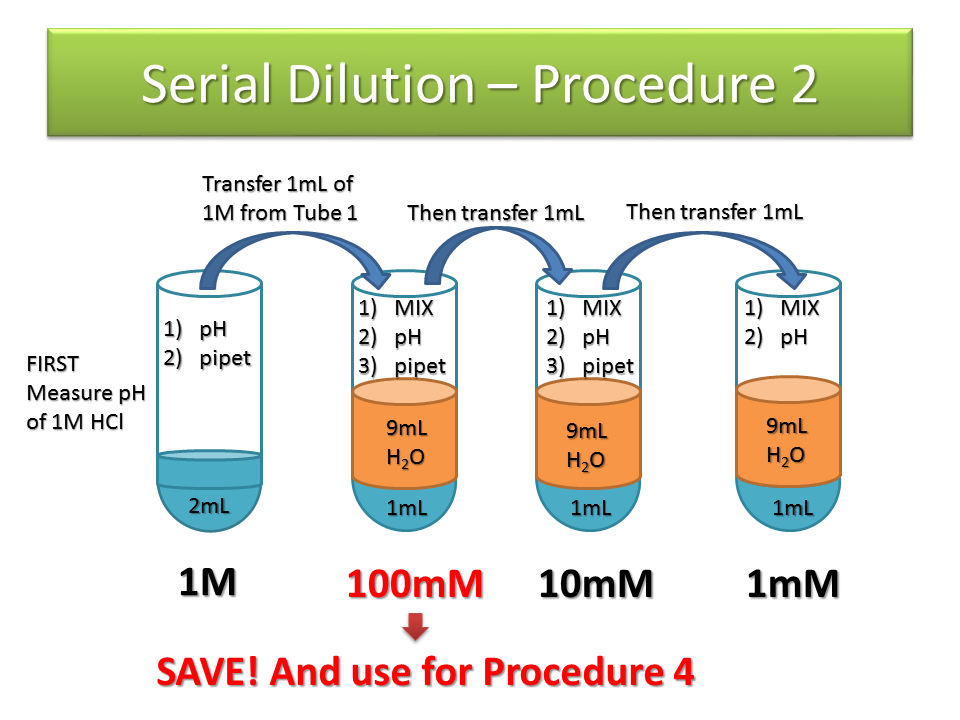 Serial Dilution – Procedure 2
Transfer 1mL of
1M from Tube 1
Then transfer 1mL
Then transfer 1mL
FIRST
Measure pH
of 1M HCl
1) pH
2) pipet
2mL
1M
1) MIX
2) pH
3) pipet
9mL
H₂O
1mL
100mM
1) MIX
2) pH
3) pipet
9mL
H₂O
1mL
10mM
1) MIX
2) pH
9mL
H₂O
1mL
1mM
SAVE! And use for Procedure 4